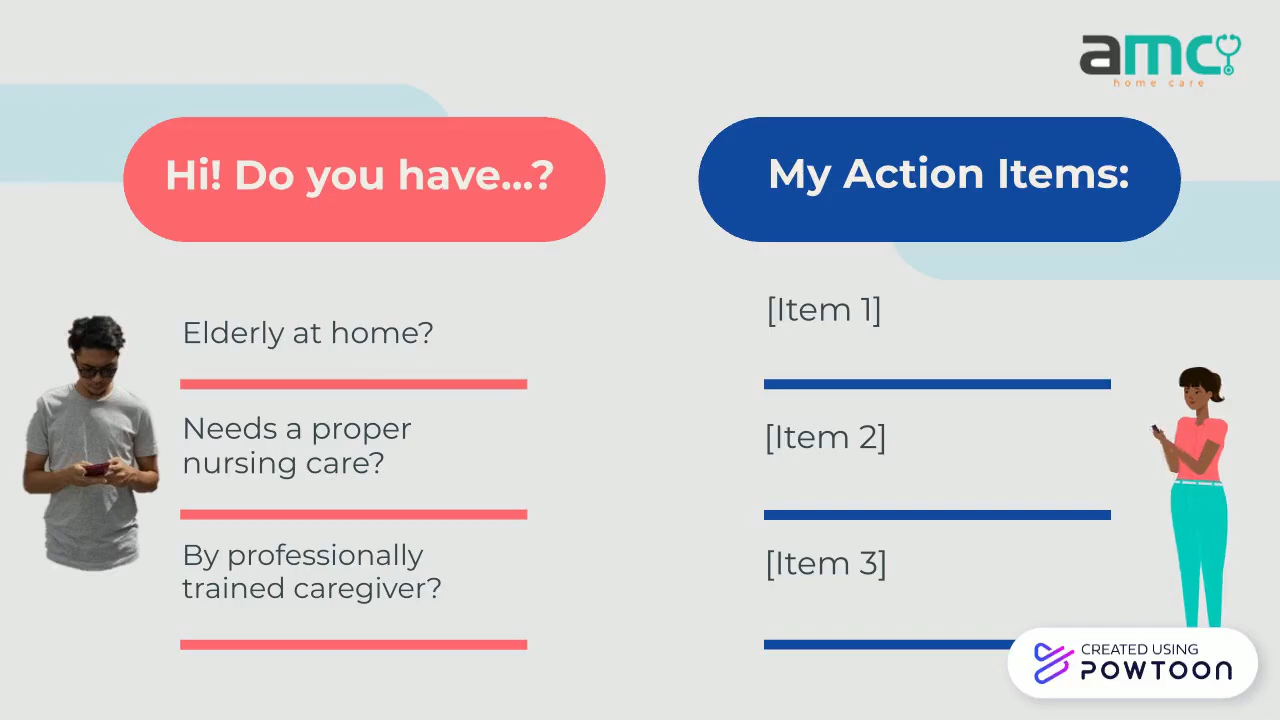 amc
home care
Hi! Do you have...?
My Action Items:
Elderly at home?
Needs a proper
nursing care?
By professionally
trained caregiver?
[Item 1]
[Item 2]
[Item 3]
CREATED USING
POWTOON